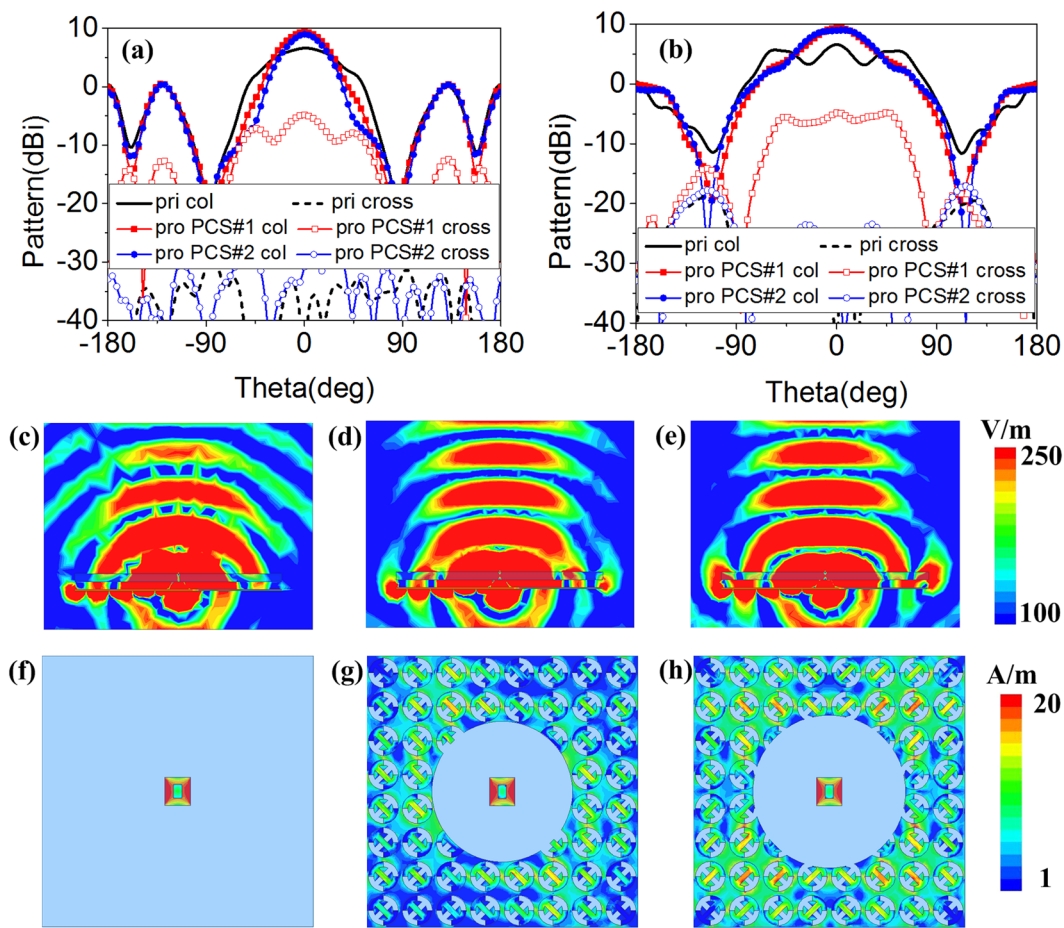 10
(a)
0
-10
-20
-30
-40
Pattern(dBi)
pri col
pri cross
pro PCS#1 col
pro PCS#1 cross
pro PCS#2 col
pro PCS#2 cross
-180
-90
0
90
180
Theta(deg)
10
(b)
0
-10
-20
-30
-40
Pattern(dBi)
pri col
pri cross
pro PCS#1 col
pro PCS#1 cross
pro PCS#2 col
pro PCS#2 cross
-180
-90
0
90
180
Theta(deg)
(c)
(d)
(e)
V/m
250
100
(f)
(g)
(h)
A/m
20
1